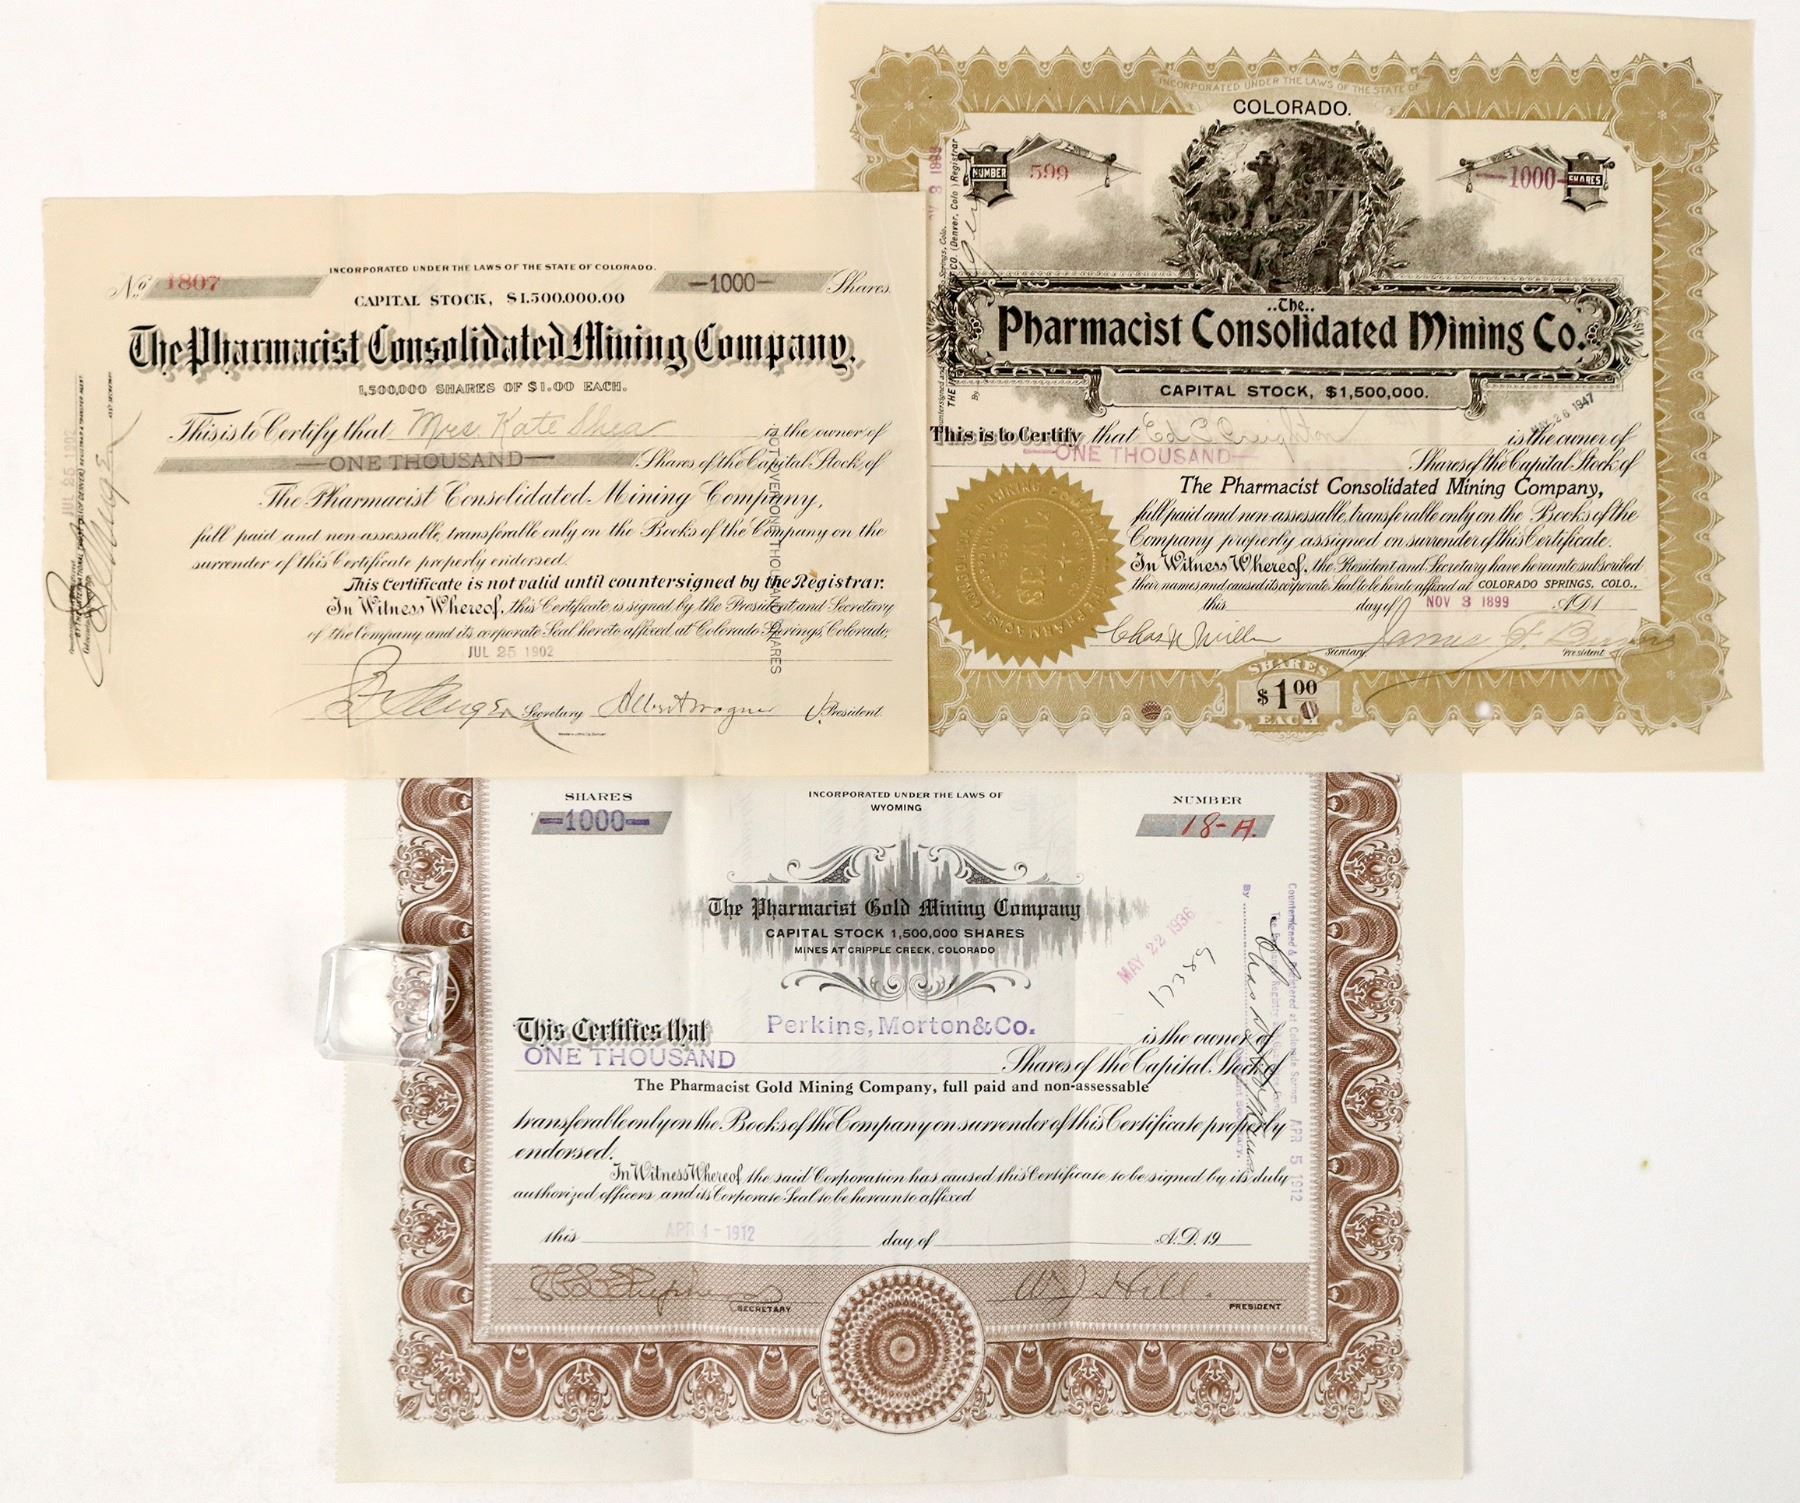 No. 1807
INCORPORATED UNDER THE LAWS OF THE STATE OF COLORADO.
—1000— Shares.
CAPITAL STOCK, $1.500.000.00
The Pharmacist Consolidated Mining Company.
1,500,000 SHARES OF $1.00 EACH.
This is to Certify that Mrs. Kate Shea is the owner of
—ONE THOUSAND— Shares of the Capital Stock of
The Pharmacist Consolidated Mining Company,
full paid and non-assessable, transferable only on the Books of the Company on the
surrender of this Certificate properly endorsed.
This Certificate is not valid until countersigned by the Registrar.
In Witness Whereof, this Certificate is signed by the President and Secretary
of the Company and its corporate Seal hereto affixed at Colorado Springs, Colorado,
JUL 25 1902
Secretary Albert Wagner V. President.
JUL 25 1902
NOT OVER ONE THOUSAND SHARES
INCORPORATED UNDER THE LAWS OF THE STATE OF
COLORADO.
NUMBER 599
—1000— SHARES
..The..
Pharmacist Consolidated Mining Co.
CAPITAL STOCK, $1,500,000.
26 1947
This is to Certify that Ed C Creighton is the owner of
—ONE THOUSAND— Shares of the Capital Stock of
The Pharmacist Consolidated Mining Company,
full paid and non-assessable, transferable only on the Books of the
Company properly assigned on surrender of this Certificate.
In Witness Whereof, the President and Secretary have hereunto subscribed
their names and caused its corporate Seal to be hereto affixed at COLORADO SPRINGS, COLO.,
this day of NOV 3 1899 A.D.1
Secretary. President
SEAL
SHARES
$1.00
EACH
SHARES
—1000—
INCORPORATED UNDER THE LAWS OF
WYOMING
NUMBER
18-A.
The Pharmacist Gold Mining Company
CAPITAL STOCK 1,500,000 SHARES
MINES AT CRIPPLE CREEK, COLORADO
MAY 22 1936
This Certifies that Perkins, Morton & Co. is the owner of
ONE THOUSAND Shares of the Capital Stock of
The Pharmacist Gold Mining Company, full paid and non-assessable
transferable only on the Books of the Company on surrender of this Certificate properly
endorsed.
In Witness Whereof, the said Corporation has caused this Certificate to be signed by its duly
authorized officers, and its Corporate Seal to be hereunto affixed
this APR 4 - 1912 day of A.D. 19
SECRETARY W J Hill. PRESIDENT
APR 5 1912